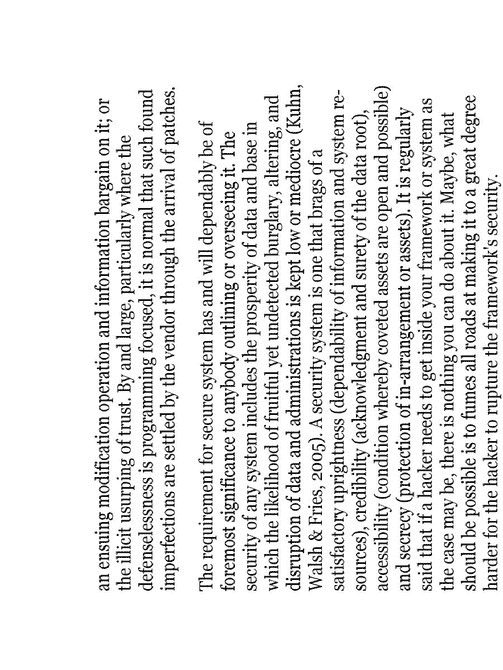 an ensuing modification operation and information bargain on it; or
the illicit usurping of trust. By and large, particularly where the
defenselessness is programming focused, it is normal that such found
imperfections are settled by the vendor through the arrival of patches.
The requirement for secure system has and will dependably be of
foremost significance to anybody outlining or overseeing it. The
security of any system includes the prosperity of data and base in
which the likelihood of fruitful yet undetected burglary, altering, and
disruption of data and administrations is kept low or mediocre (Kuhn,
Walsh & Fries, 2005). A security system is one that brags of a
satisfactory uprightness (dependability of information and system re-
sources), credibility (acknowledgment and surety of the data root),
accessibility (condition whereby coveted assets are open and possible)
and secrecy (protection of in-arrangement or assets). It is regularly
said that if a hacker needs to get inside your framework or system as
the case may be, there is nothing you can do about it. Maybe, what
should be possible is to fumes all roads at making it to a great degree
harder for the hacker to rupture the framework's security.